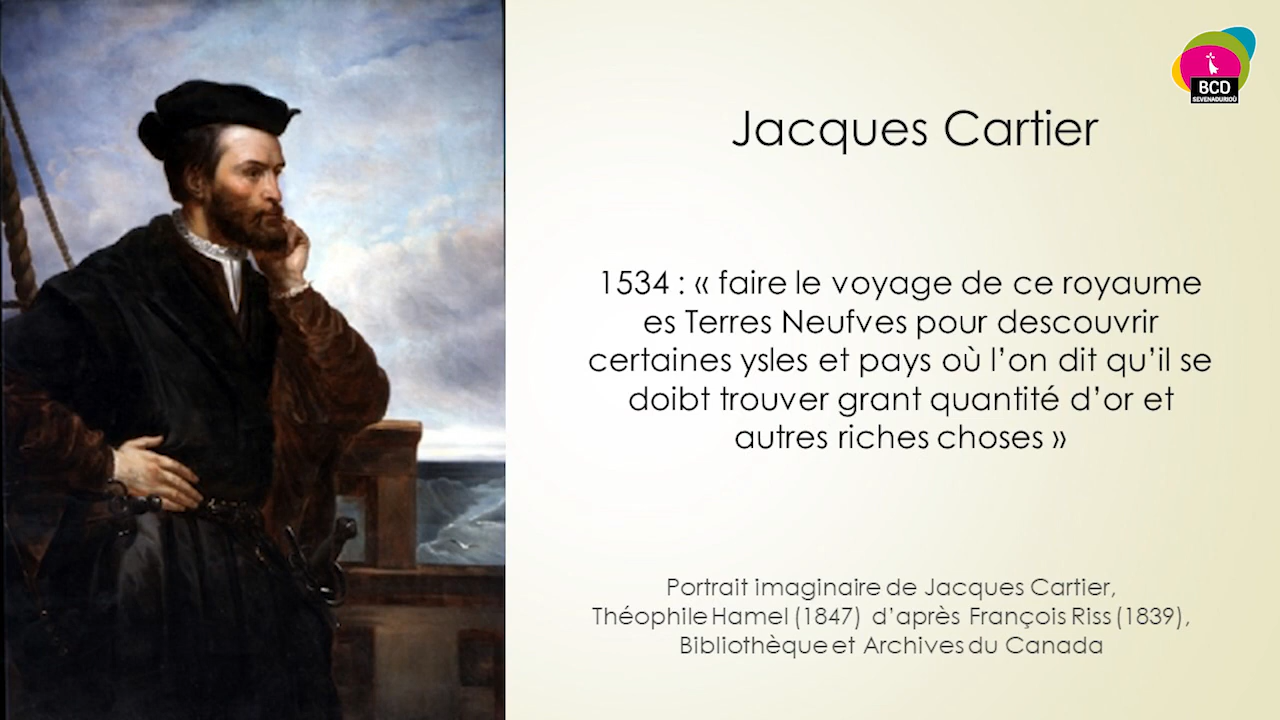 BCD
SEVENADURIOÙ
Jacques Cartier
1534 : « faire le voyage de ce royaume
es Terres Neufves pour descouvrir
certaines ysles et pays où l’on dit qu’il se
doibt trouver grant quantité d’or et
autres riches choses »
Portrait imaginaire de Jacques Cartier,
Théophile Hamel (1847) d’après François Riss (1839),
Bibliothèque et Archives du Canada